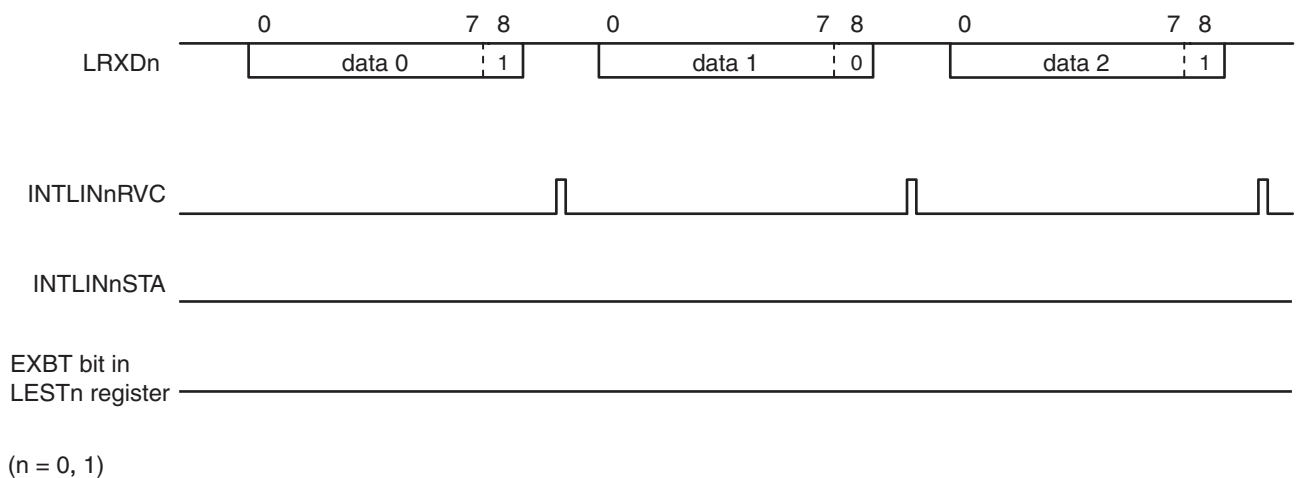 0 7 8 0 7 8 0 7 8
LRXDn data 0 1 data 1 0 data 2 1
INTLINnRVC
INTLINnSTA
EXBT bit in
LESTn register
(n = 0, 1)